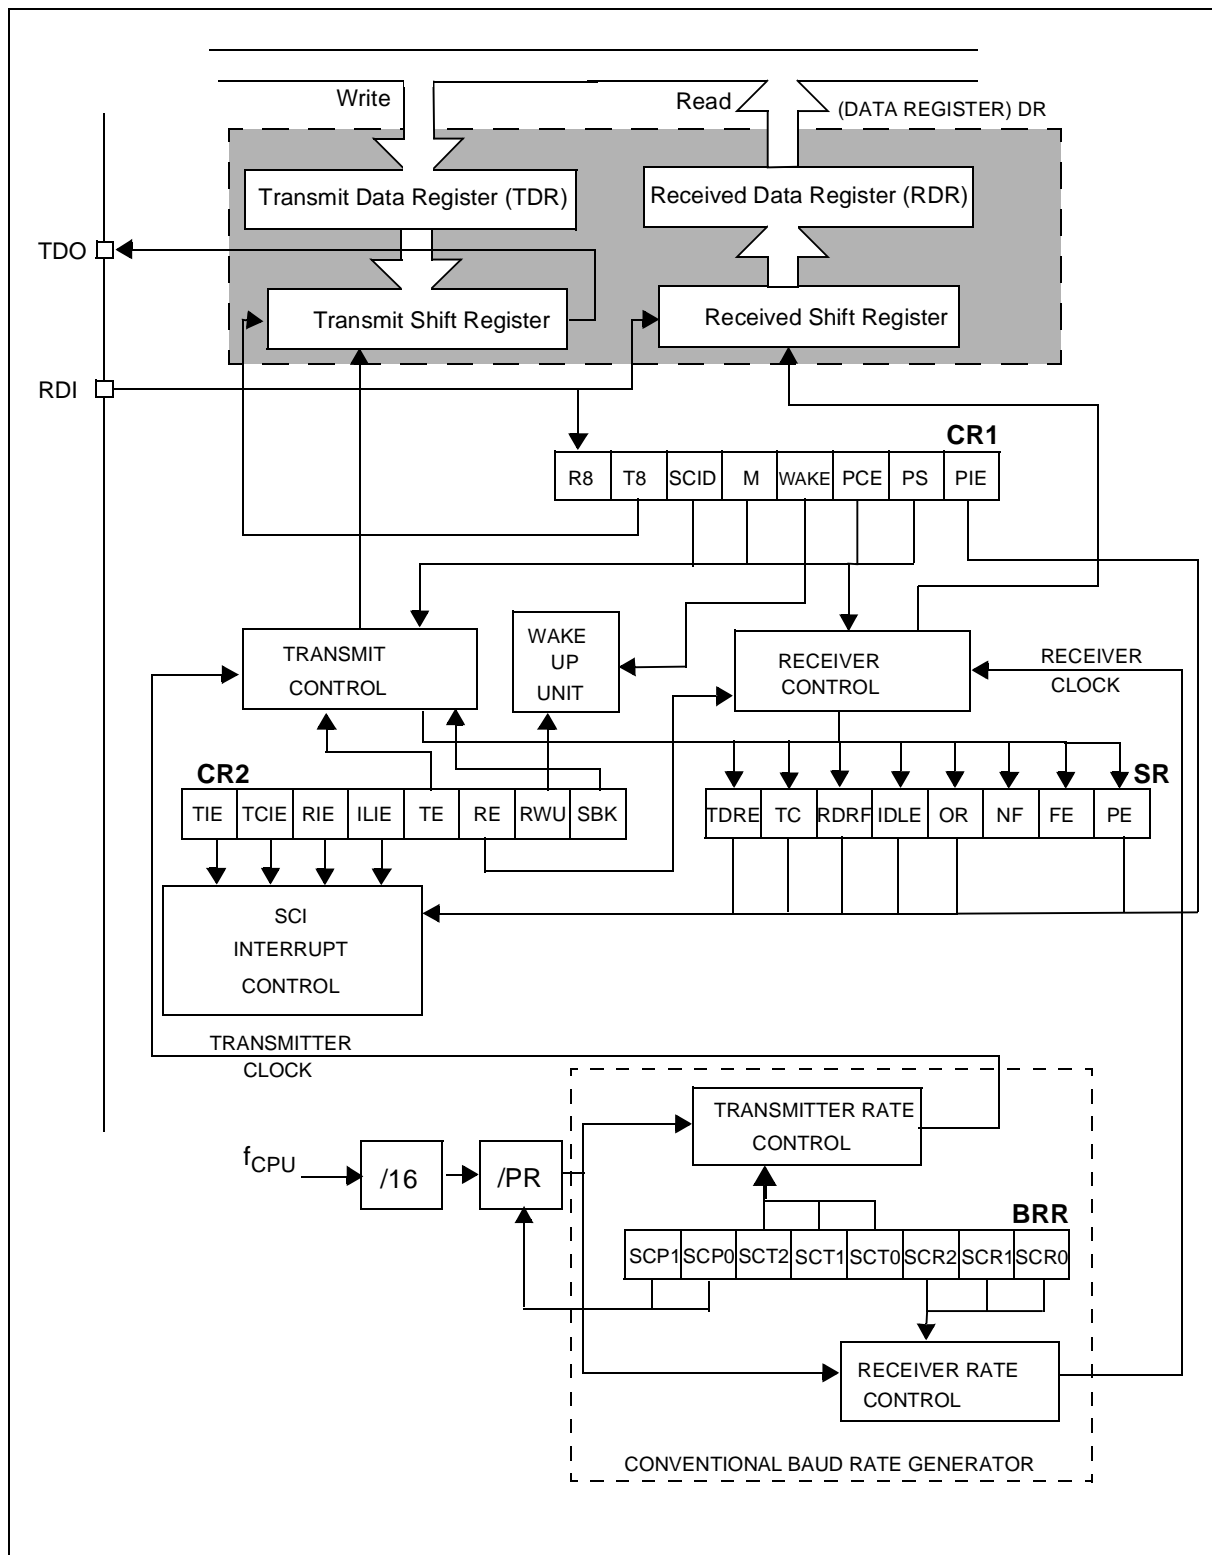 Write
Read
(DATA REGISTER) DR
Transmit Data Register (TDR)
Received Data Register (RDR)
TDO
Transmit Shift Register
Received Shift Register
RDI
CR1
R8 T8 SCID M WAKE PCE PS PIE
TRANSMIT
CONTROL
WAKE
UP
UNIT
RECEIVER
CONTROL
RECEIVER
CLOCK
CR2
SR
TIE TCIE RIE ILIE TE RE RWU SBK
TDRE TC RDRF IDLE OR NF FE PE
SCI
INTERRUPT
CONTROL
TRANSMITTER
CLOCK
TRANSMITTER RATE
CONTROL
fCPU
/16
/PR
BRR
SCP1 SCP0 SCT2 SCT1 SCT0 SCR2 SCR1 SCR0
RECEIVER RATE
CONTROL
CONVENTIONAL BAUD RATE GENERATOR